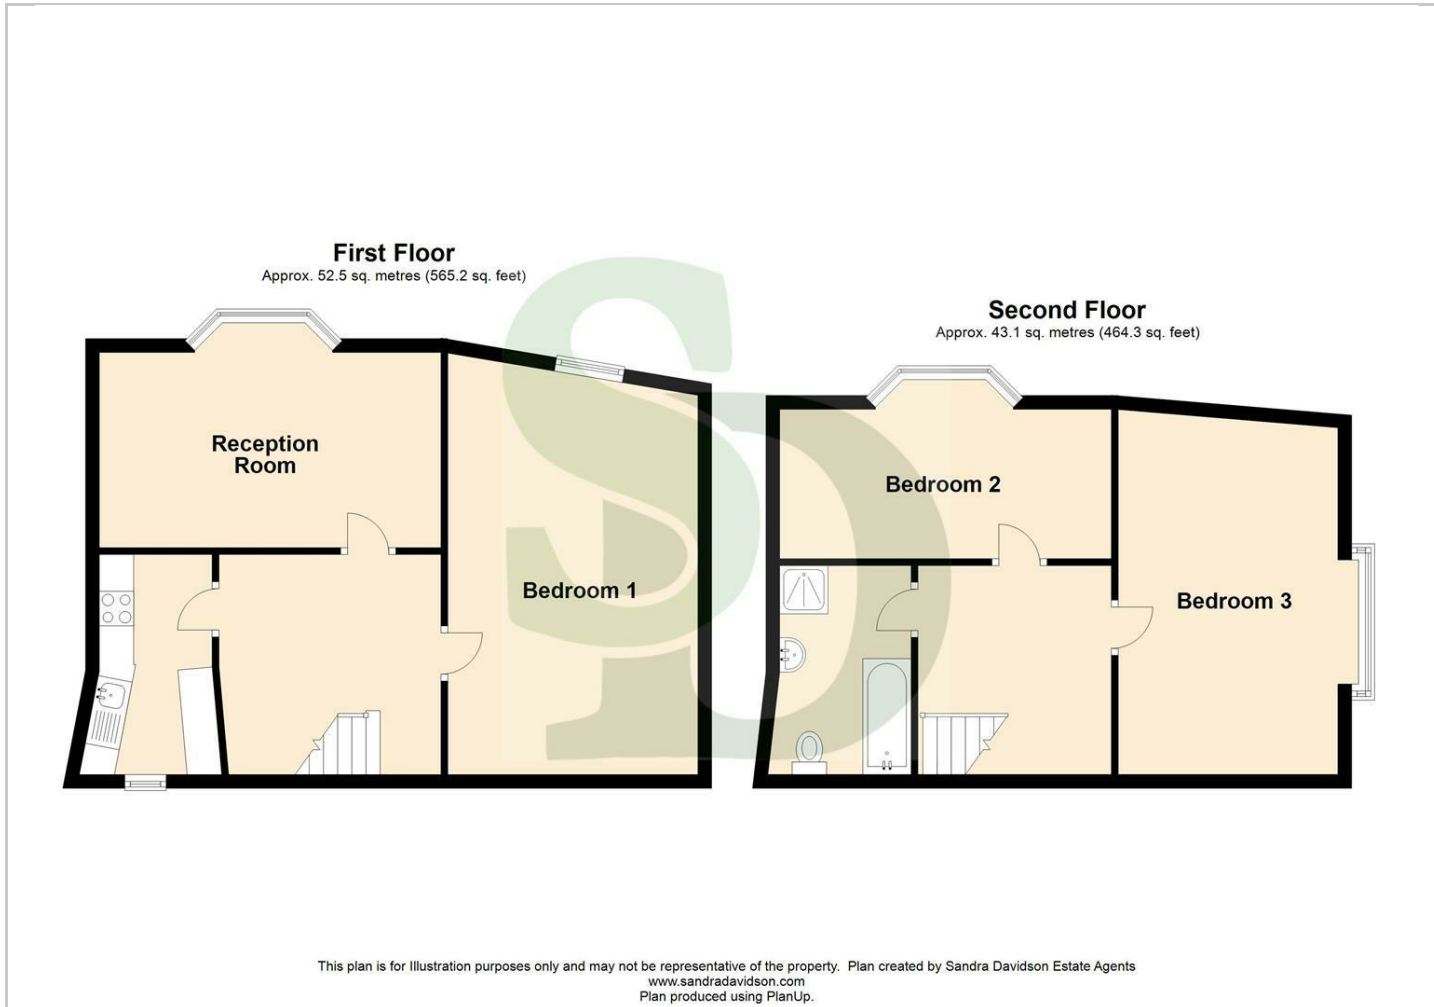 First Floor
Approx. 52.5 sq. metres (565.2 sq. feet)
Reception
Room
Bedroom 1
Second Floor
Approx. 43.1 sq. metres (464.3 sq. feet)
Bedroom 2
Bedroom 3
SD
This plan is for Illustration purposes only and may not be representative of the property. Plan created by Sandra Davidson Estate Agents
www.sandradavidson.com
Plan produced using PlanUp.